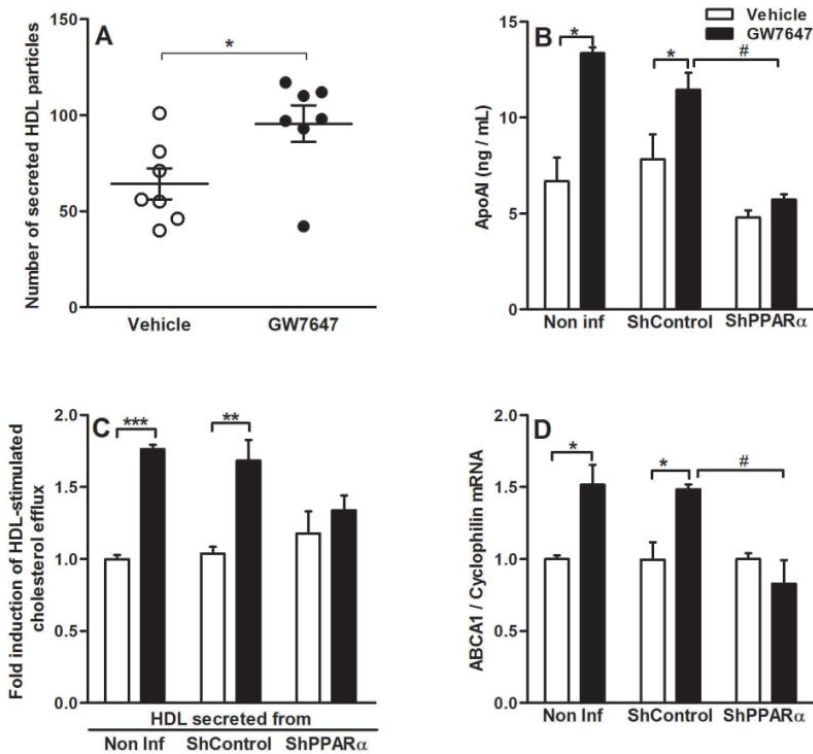 A
*
Number of secreted HDL particles
150
100
50
0
Vehicle
GW7647
B
Vehicle
GW7647
*
*
#
ApoAI (ng / mL)
15
10
5
0
Non inf
ShControl
ShPPARα
C
***
**
Fold induction of HDL-stimulated
cholesterol efflux
2.0
1.5
1.0
0.5
0.0
HDL secreted from
Non Inf
ShControl
ShPPARα
D
*
*
#
ABCA1 / Cyclophilin mRNA
2.0
1.5
1.0
0.5
0.0
Non Inf
ShControl
ShPPARα